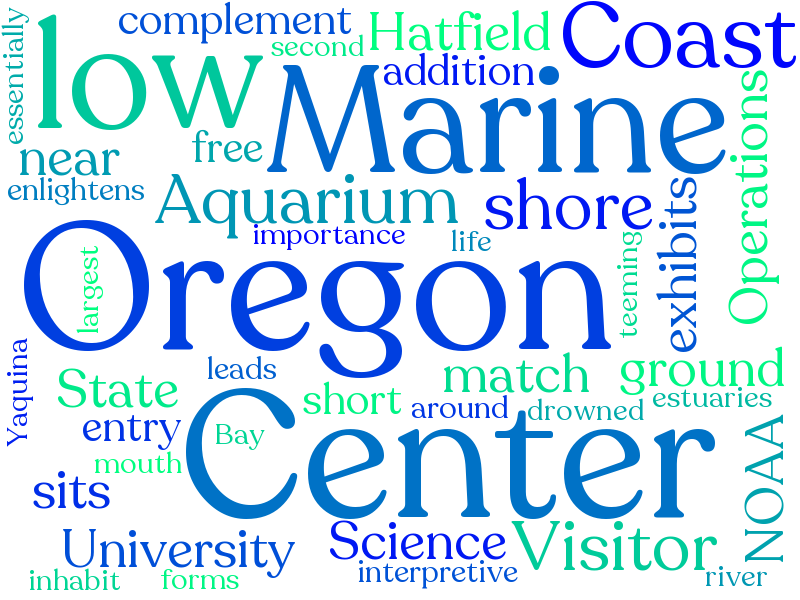 essentially
complement
second
Hatfield
Coast
low
addition
Marine
near
free
enlightens
Aquarium
shore
Operations
importance
life
exhibits
Oregon
largest
teeming
Yaquina
leads
State
short
match
ground
entry
Bay
around
drowned
estuaries
Center
mouth
sits
NOAA
University
Science
Visitor
interpretive
inhabit
forms
river